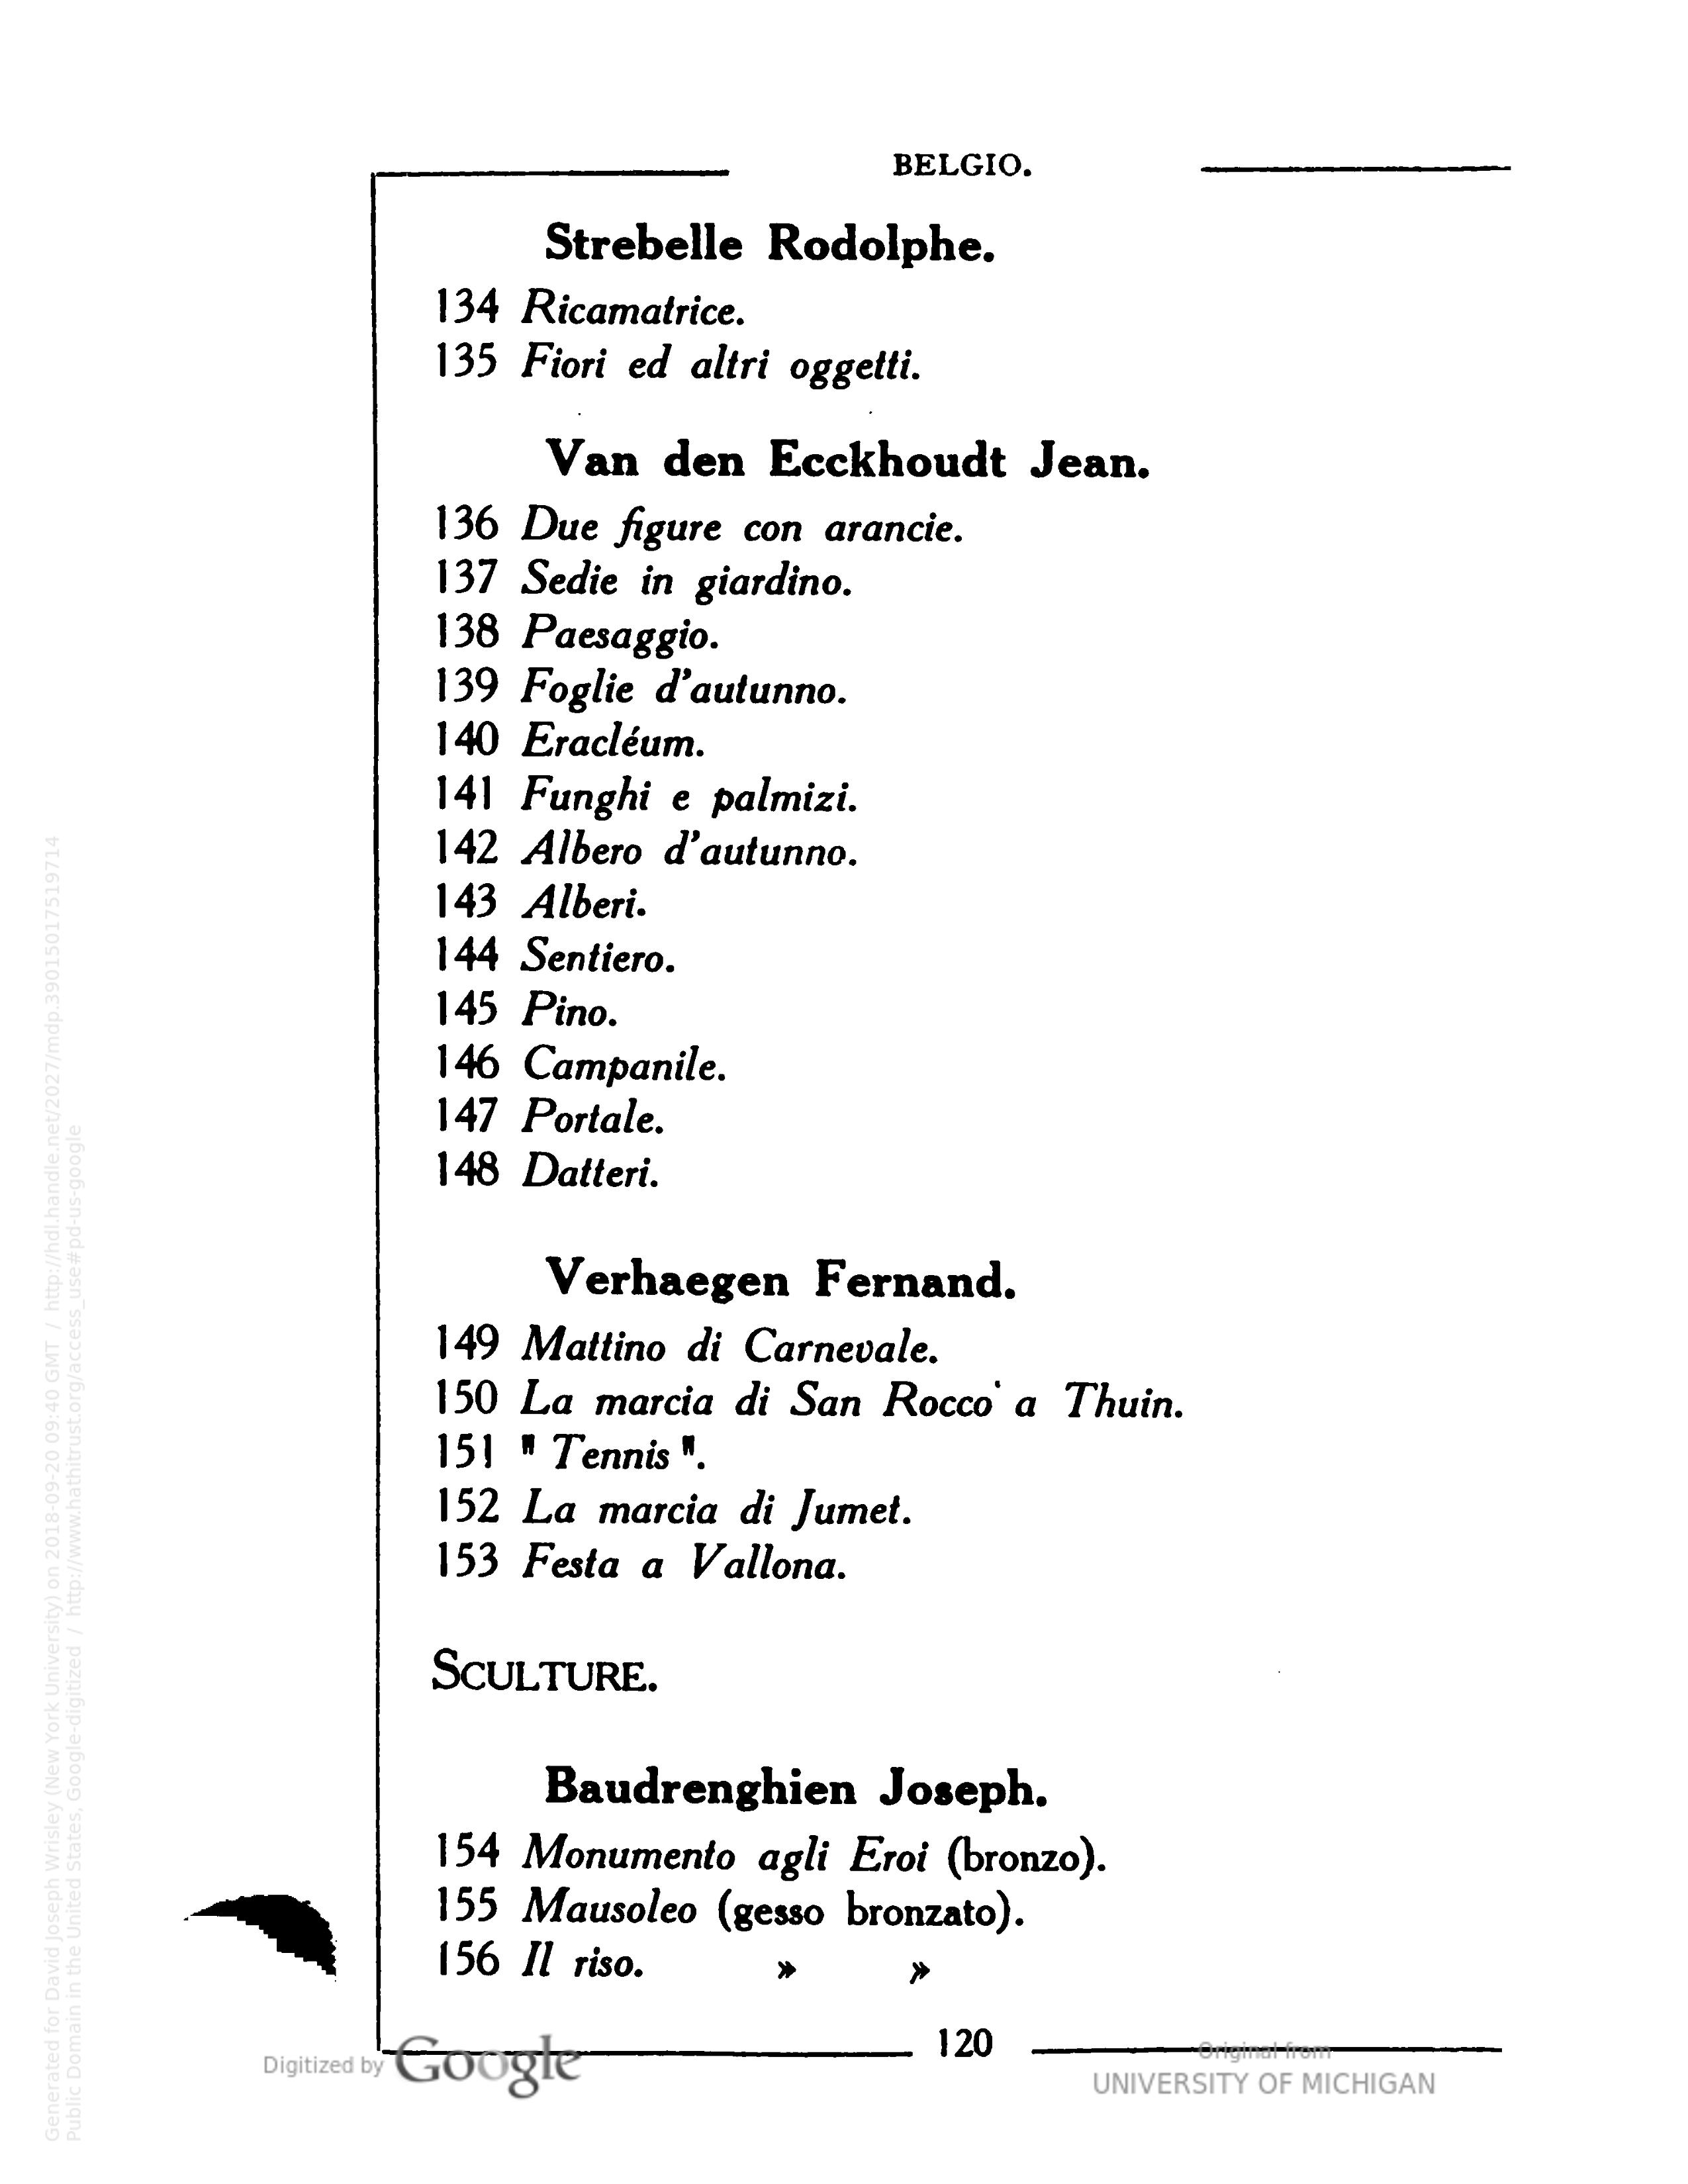 BELGIO.
Strebelle Rodolphe.
134 Ricamatrice.
135 Fiori ed altri oggetti.
Van den Ecckhoudt Jean.
136 Due figure con arancie.
137 Sedie in giardino.
138 Paesaggio.
139 Foglie d'autunno.
140 Eracléum.
141 Funghi e palmizi.
142 Albero d'autunno.
143 Alberi.
144 Sentiero.
145 Pino.
146 Campanile.
147 Portale.
148 Datteri.
Verhaegen Fernand.
149 Mattino di Carnevale.
150 La marcia di San Rocco a Thuin.
151 " Tennis ".
152 La marcia di Jumet.
153 Festa a Vallona.
SCULTURE.
Baudrenghien Joseph.
154 Monumento agli Eroi (bronzo).
155 Mausoleo (gesso bronzato).
156 Il riso. » »
120
Digitized by Google
Original from
UNIVERSITY OF MICHIGAN
Generated for David Joseph Wrisley (New York University) on 2018-09-20 09:40 GMT / http://hdl.handle.net/2027/mdp.39015017519714
Public Domain in the United States, Google-digitized / http://www.hathitrust.org/access_use#pd-us-google